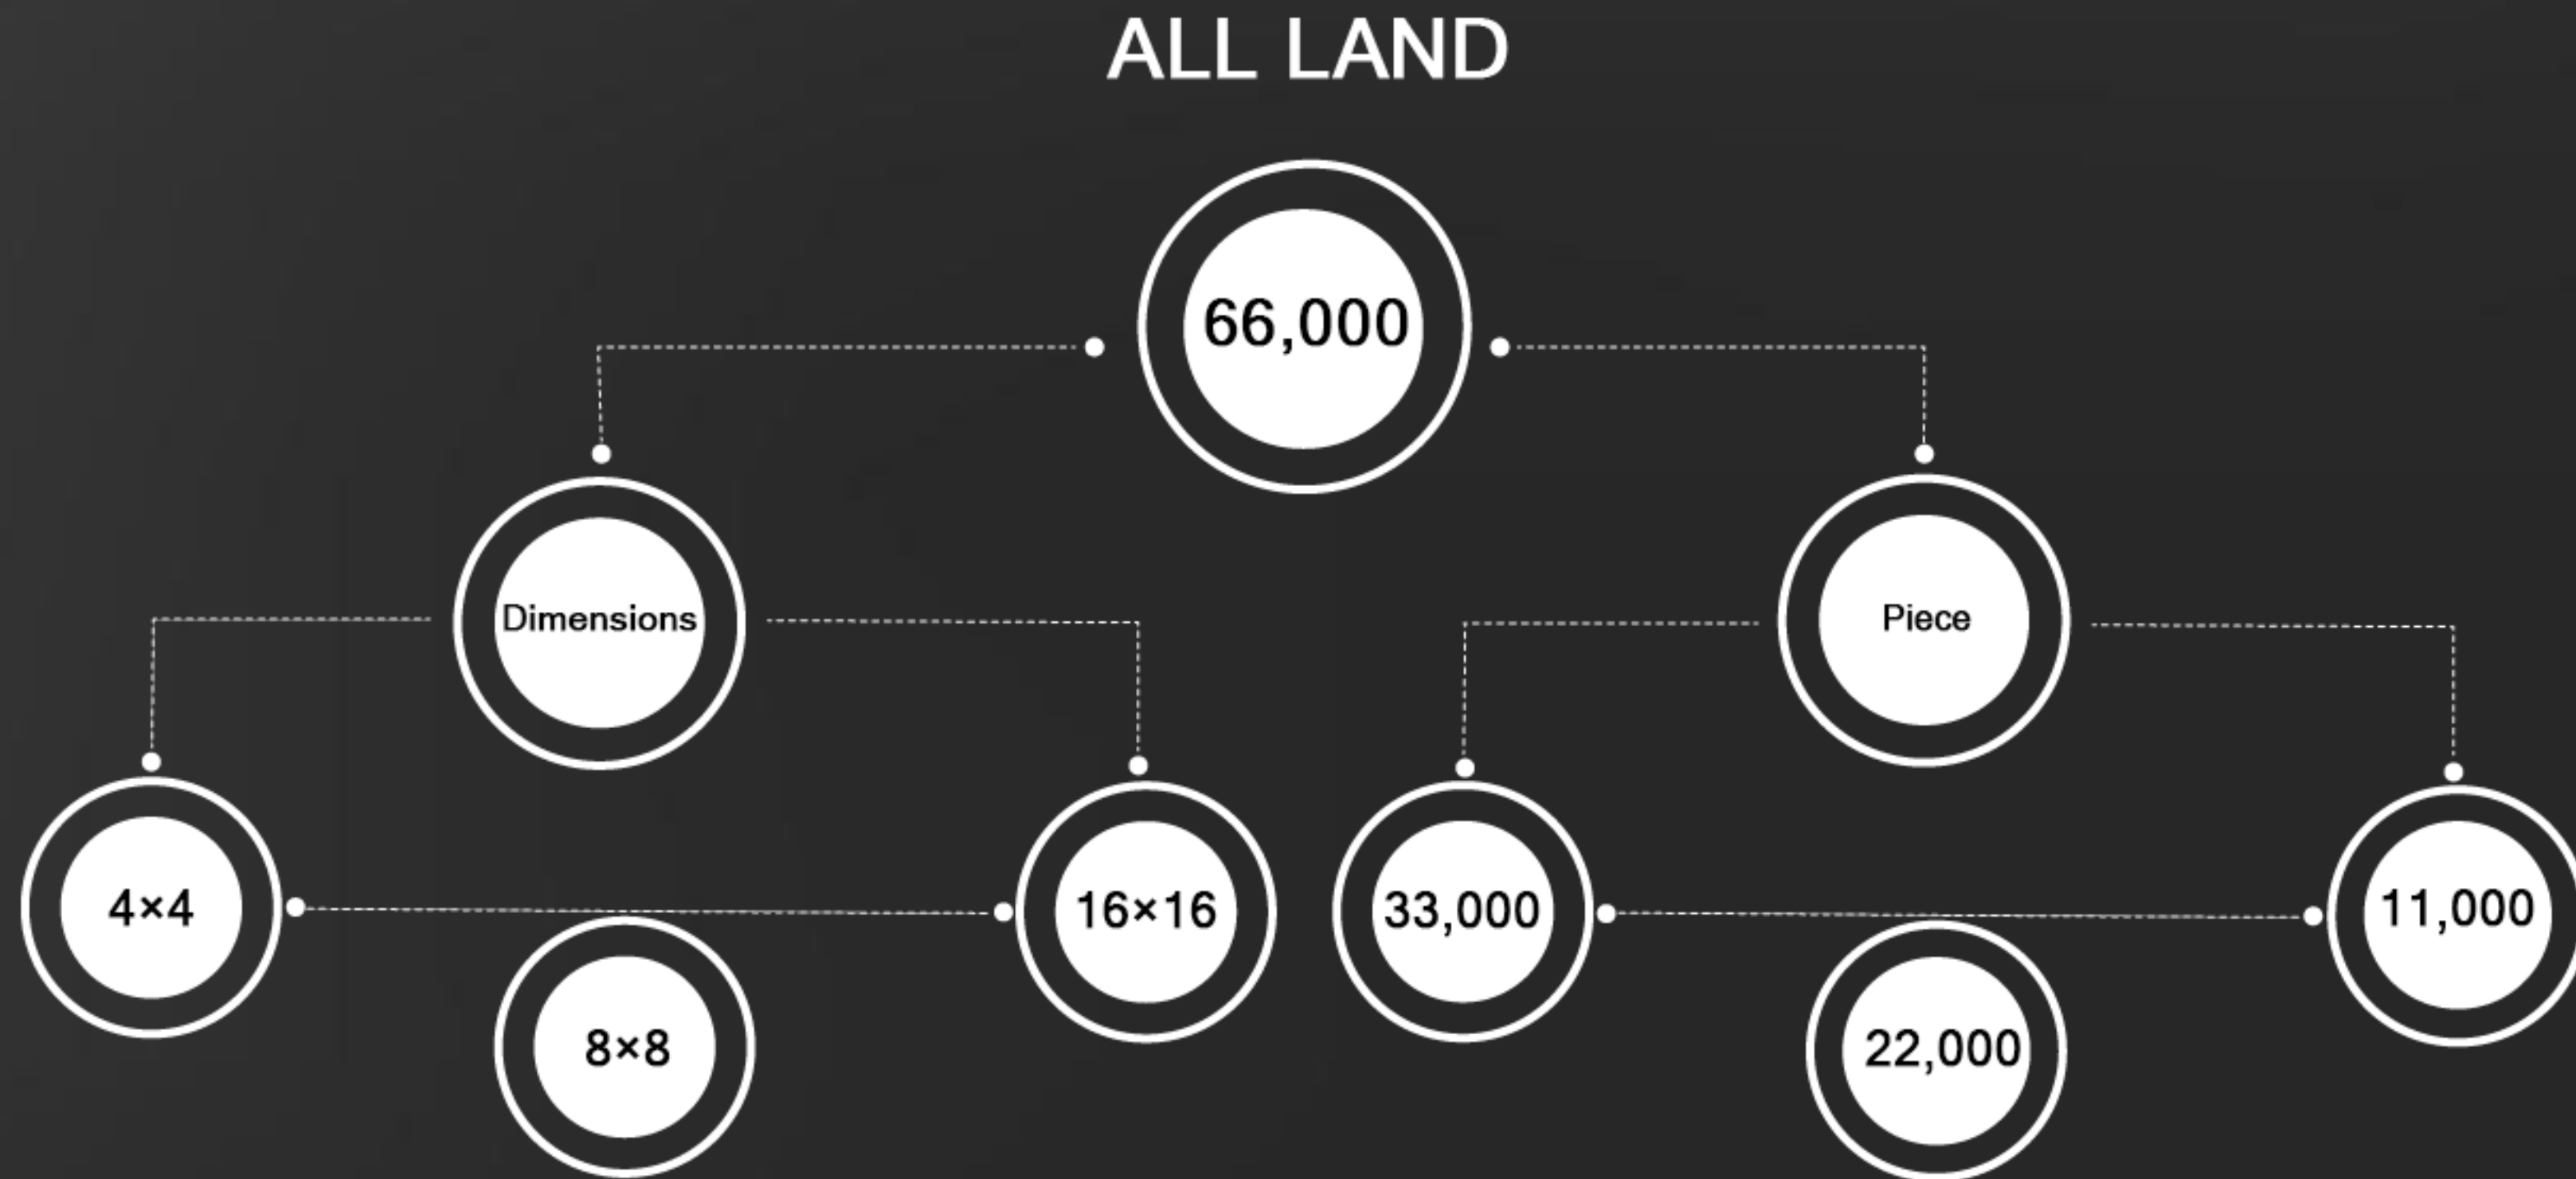 ALL LAND
66,000
Dimensions
Piece
4×4
16×16
33,000
11,000
8×8
22,000